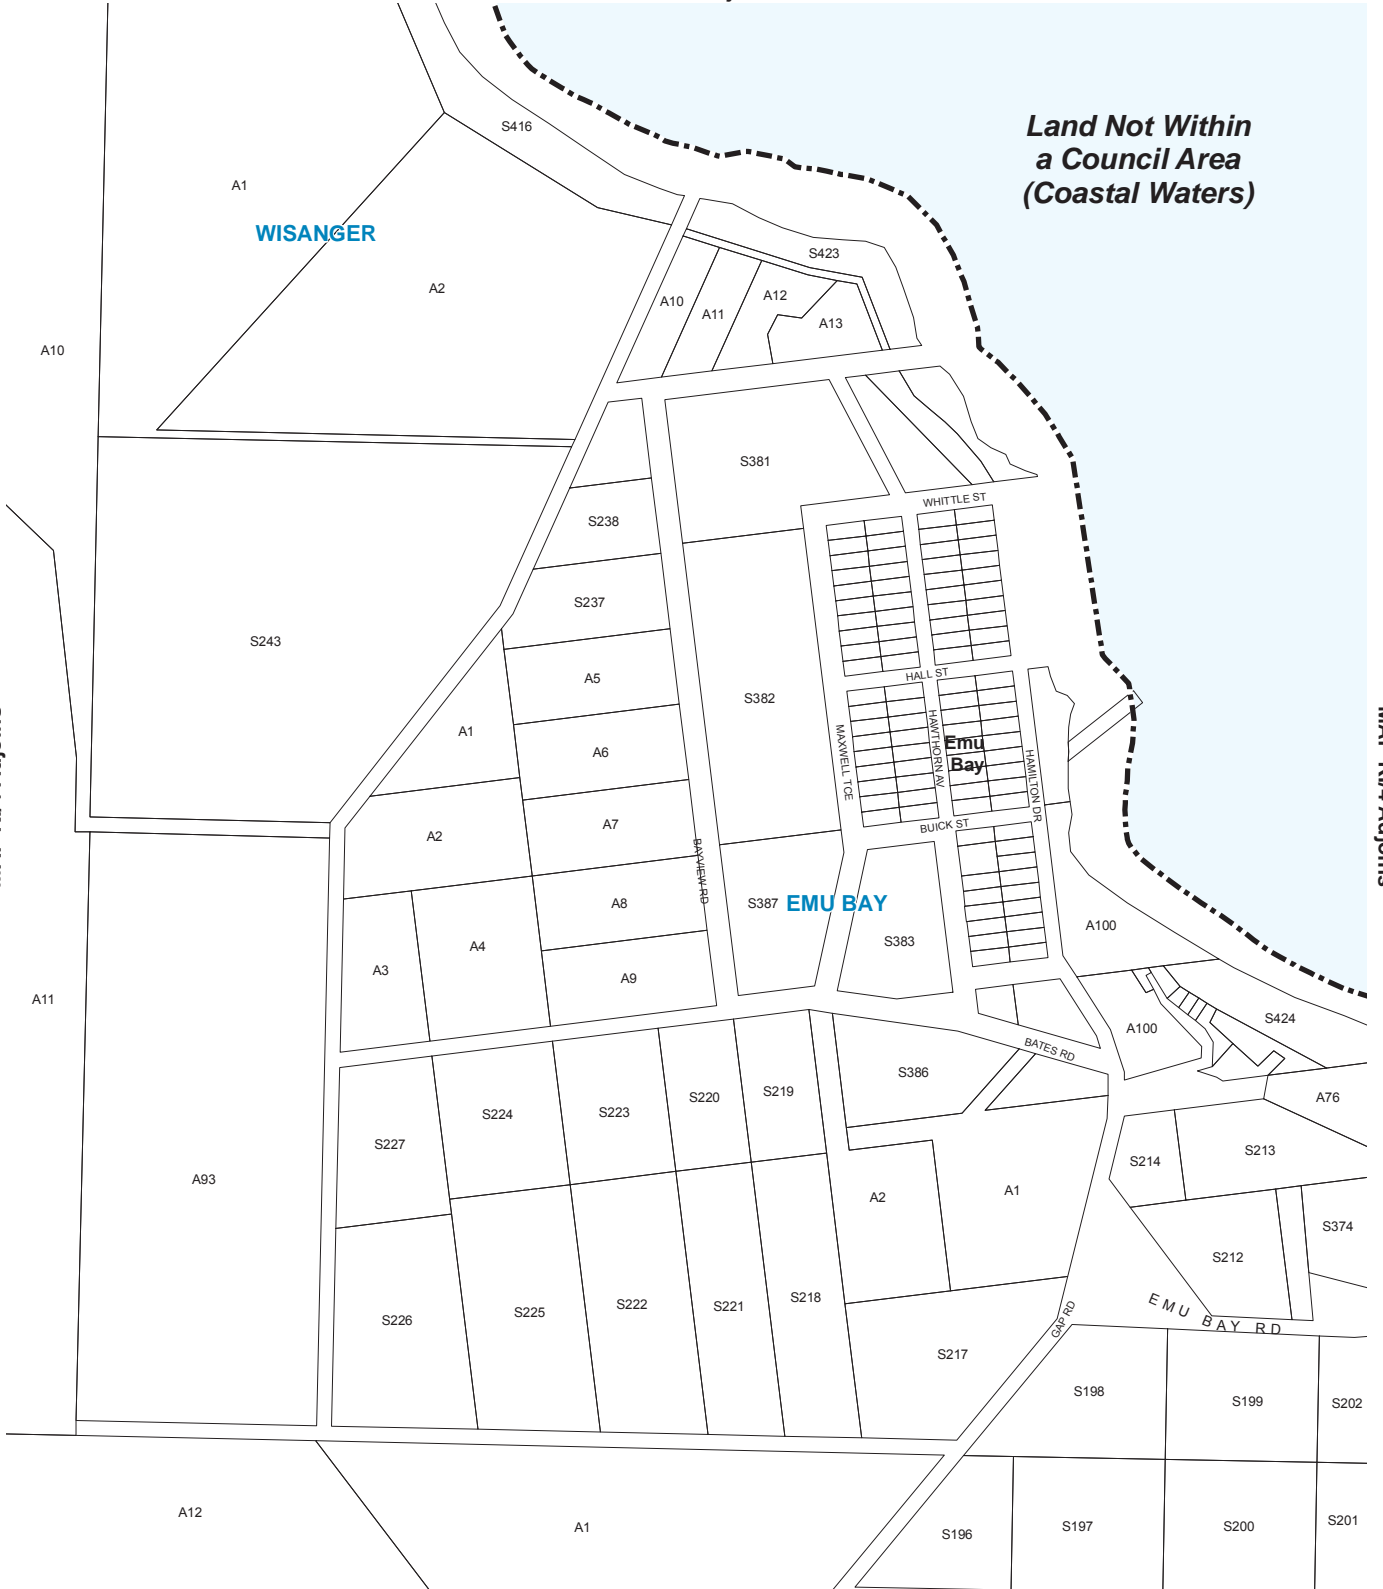 Land Not Within
a Council Area
(Coastal Waters)
S416
A1
WISANGER
S423
A2
A10
A11
A12
A13
A10
S381
WHITTLE ST
S238
S237
S243
HALL ST
A5
S382
A1
MAXWELL TCE
HAWTHORN AV
Emu
Bay
HAMILTON DR
A6
A2
A7
BUICK ST
BAYVIEW RD
A8
S387
EMU BAY
S383
A100
A4
A3
A9
A11
S424
A100
BATES RD
S386
S224
S223
S220
S219
A76
S227
S214
S213
A93
A2
A1
S374
S212
S226
S225
S222
S221
S218
EMU BAY RD
GAP RD
S217
S198
S199
S202
A12
A1
S196
S197
S200
S201